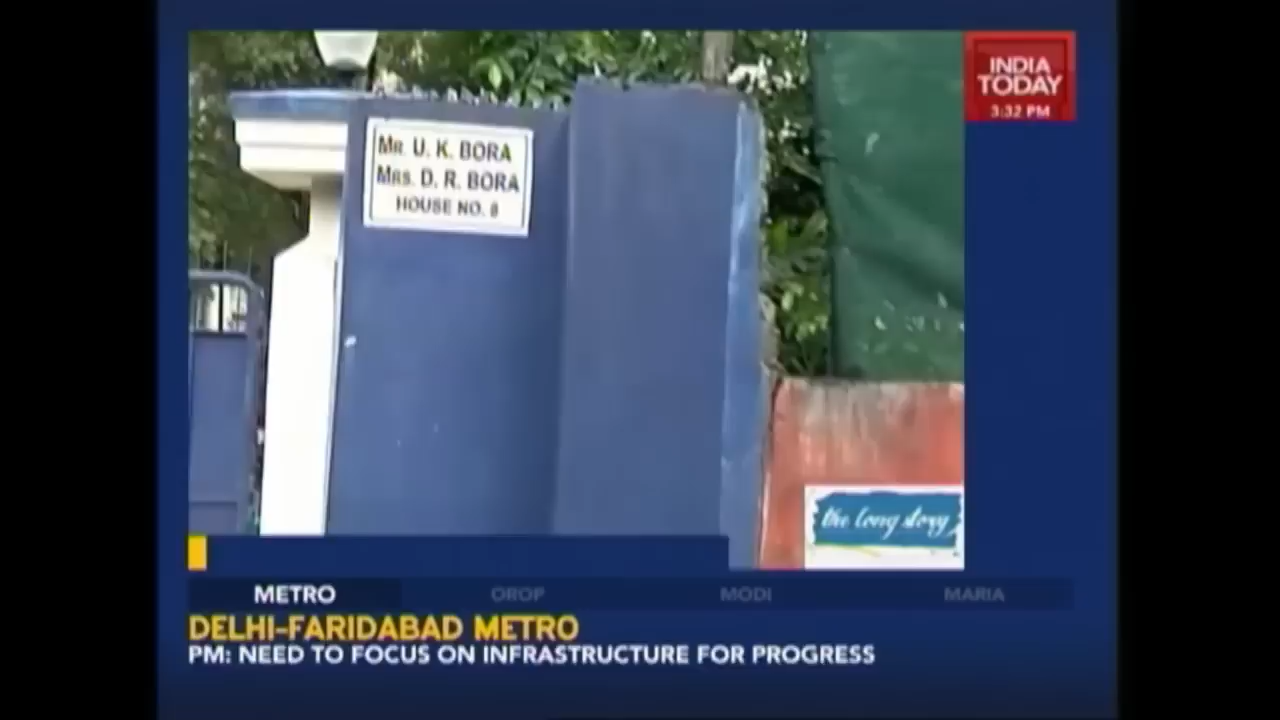 INDIA
TODAY
3:32 PM
MR. U. K. BORA
MRS. D. R. BORA
HOUSE NO. 8
the long story
METRO OROP MODI MARIA
DELHI-FARIDABAD METRO
PM: NEED TO FOCUS ON INFRASTRUCTURE FOR PROGRESS